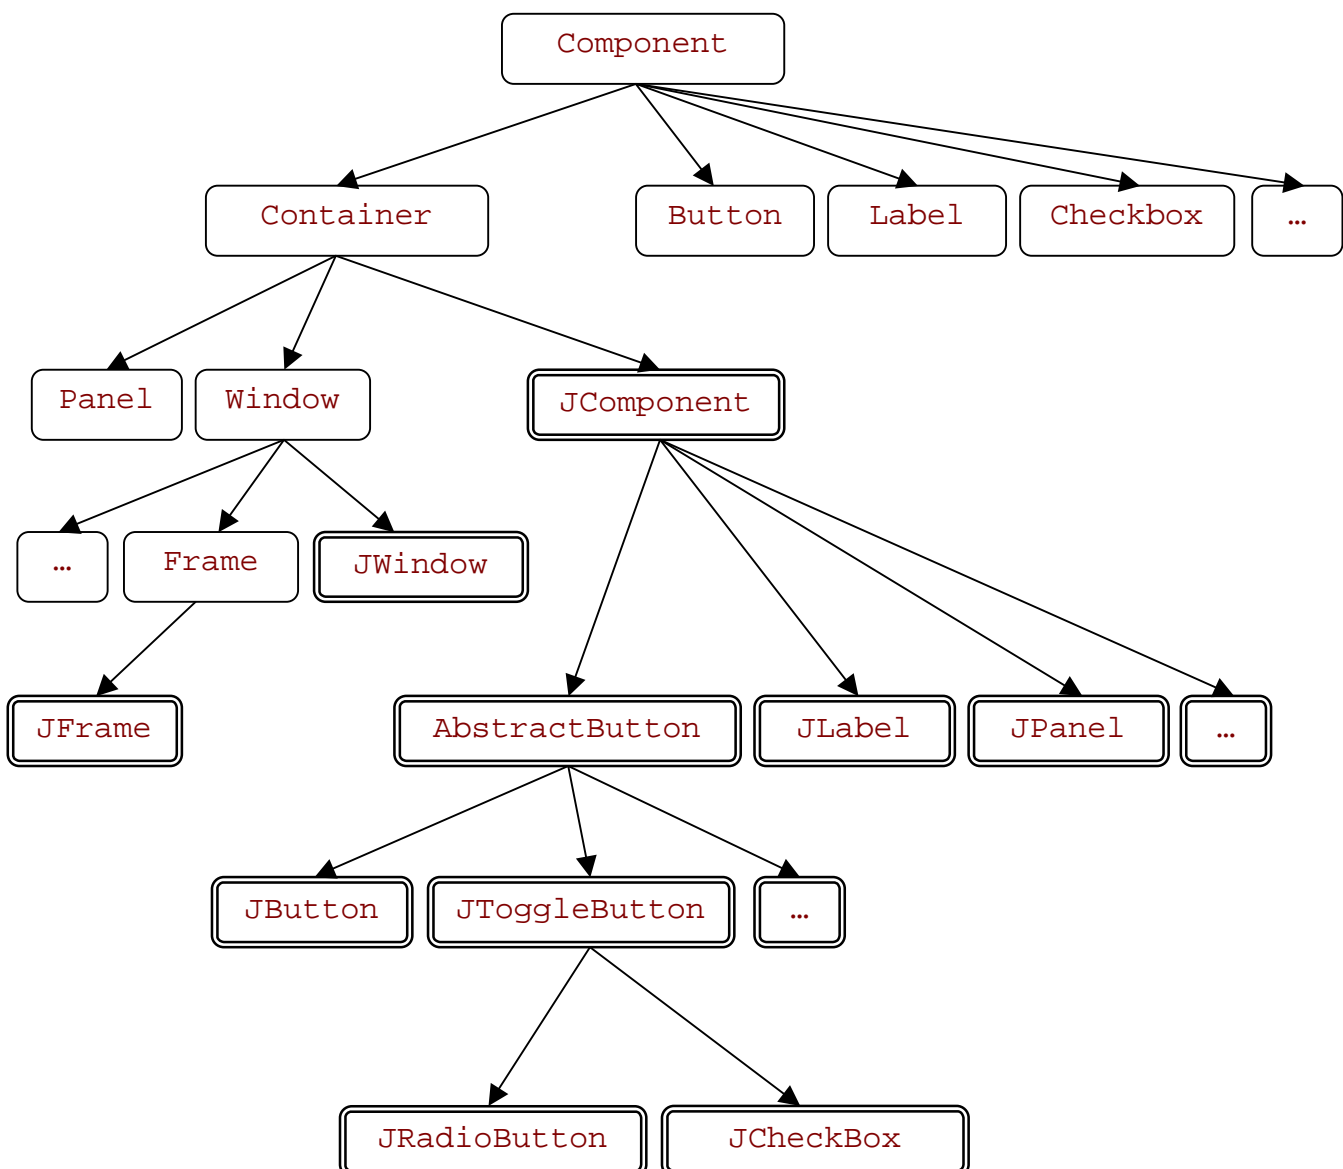 Component
Container
Button
Label
Checkbox
…
Panel
Window
JComponent
…
Frame
JWindow
JFrame
AbstractButton
JLabel
JPanel
…
JButton
JToggleButton
…
JRadioButton
JCheckBox